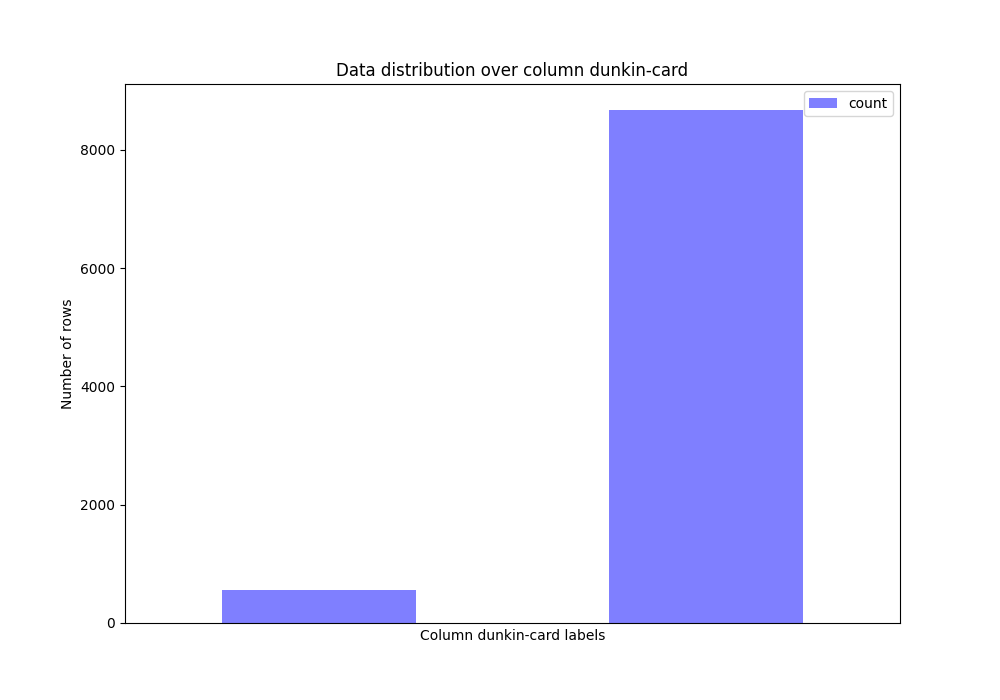 Data distribution over column dunkin-card
count
8000
6000
4000
2000
0
Number of rows
Column dunkin-card labels